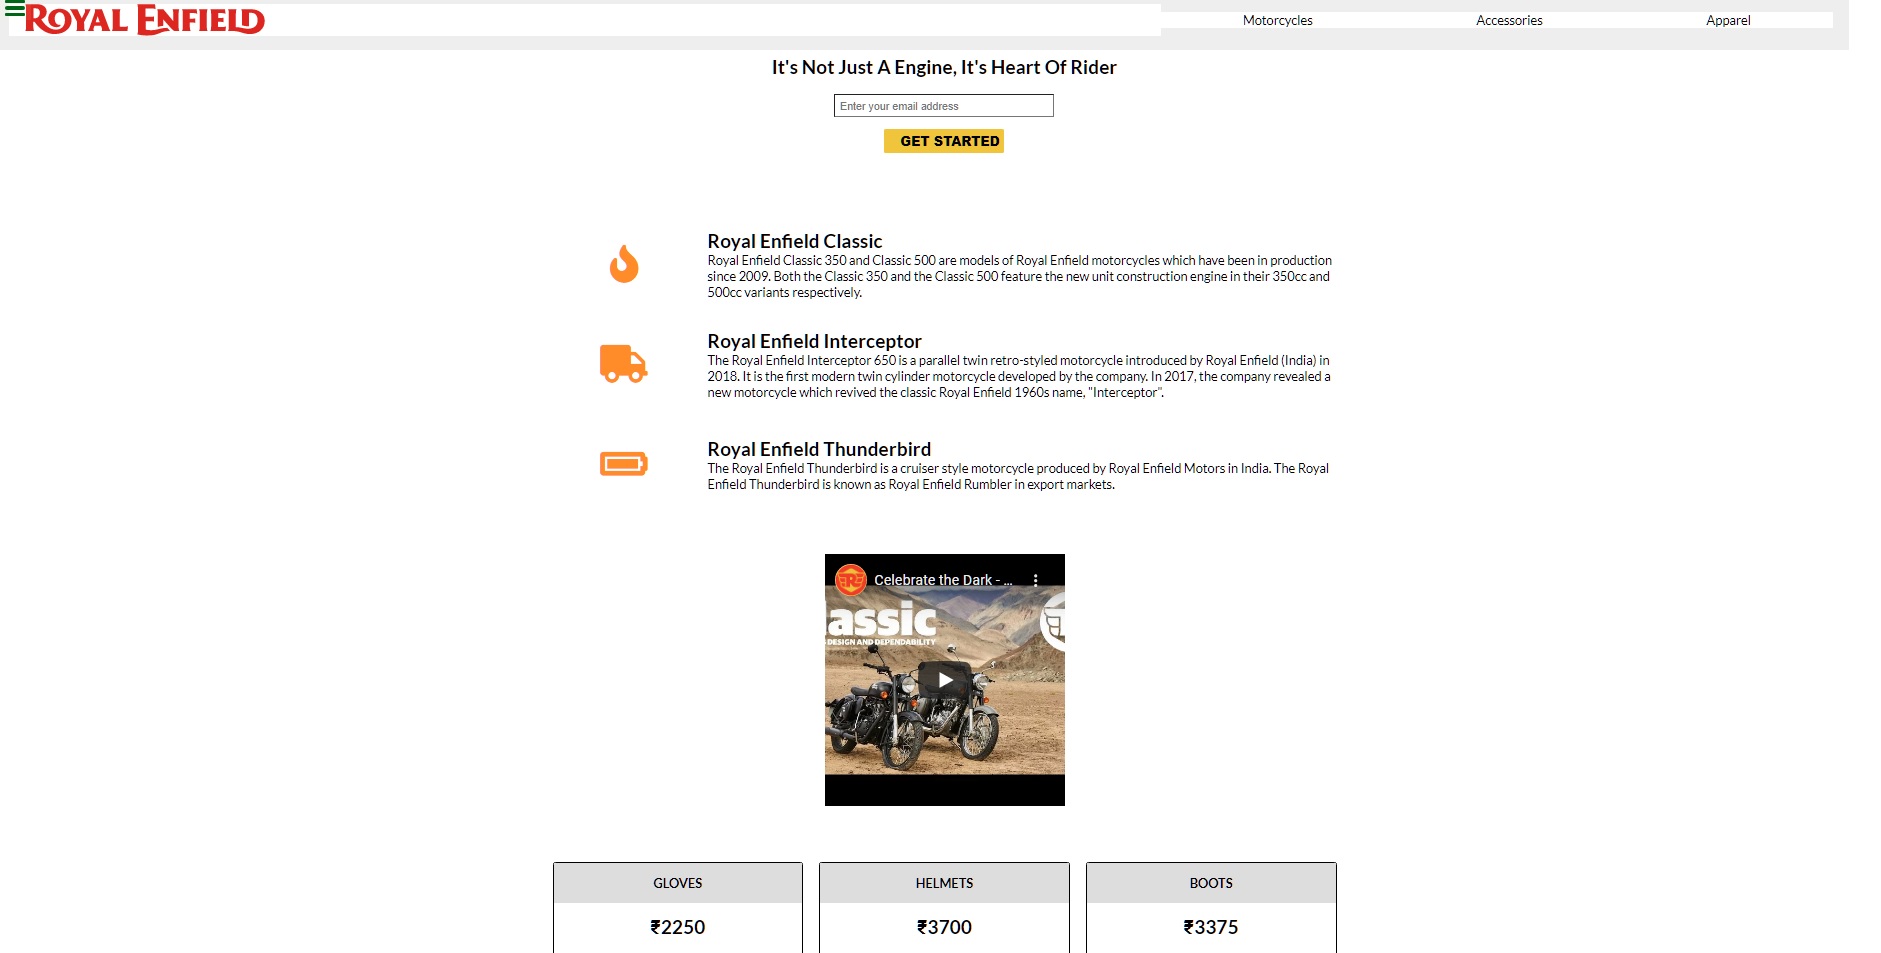 ROYAL ENFIELD
Motorcycles
Accessories
Apparel
It's Not Just A Engine, It's Heart Of Rider
Enter your email address
GET STARTED
Royal Enfield Classic
Royal Enfield Classic 350 and Classic 500 are models of Royal Enfield motorcycles which have been in production
since 2009. Both the Classic 350 and the Classic 500 feature the new unit construction engine in their 350cc and
500cc variants respectively.
Royal Enfield Interceptor
The Royal Enfield Interceptor 650 is a parallel twin retro-styled motorcycle introduced by Royal Enfield (India) in
2018. It is the first modern twin cylinder motorcycle developed by the company. In 2017, the company revealed a
new motorcycle which revived the classic Royal Enfield 1960s name, "Interceptor".
Royal Enfield Thunderbird
The Royal Enfield Thunderbird is a cruiser style motorcycle produced by Royal Enfield Motors in India. The Royal
Enfield Thunderbird is known as Royal Enfield Rumbler in export markets.
Celebrate the Dark - ...
lassic
DESIGN AND DEPENDABILITY
GLOVES
HELMETS
BOOTS
₹2250
₹3700
₹3375